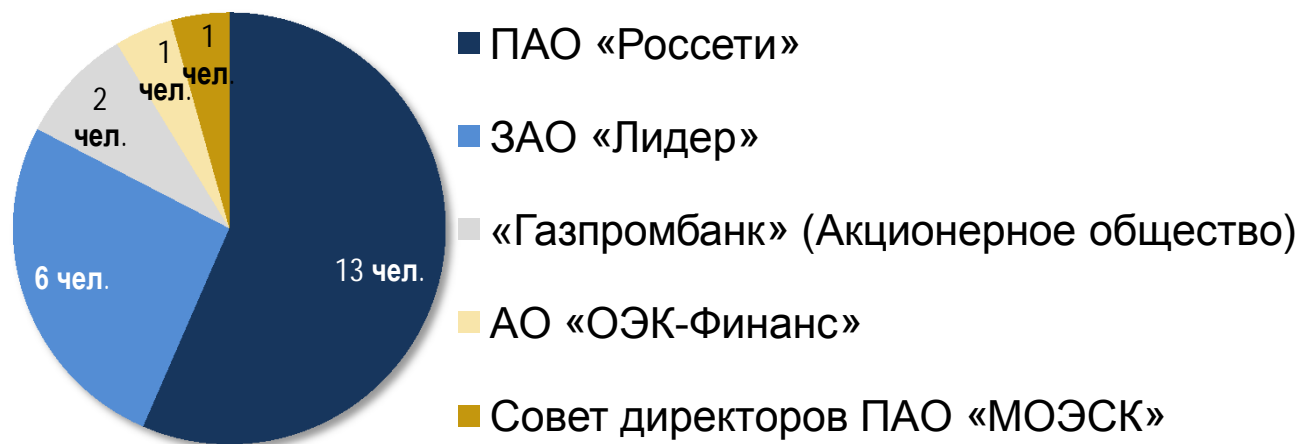 1
чел.
1
чел.
2
чел.
6 чел.
13 чел.
ПАО «Россети»
ЗАО «Лидер»
«Газпромбанк» (Акционерное общество)
АО «ОЭК-Финанс»
Совет директоров ПАО «МОЭСК»